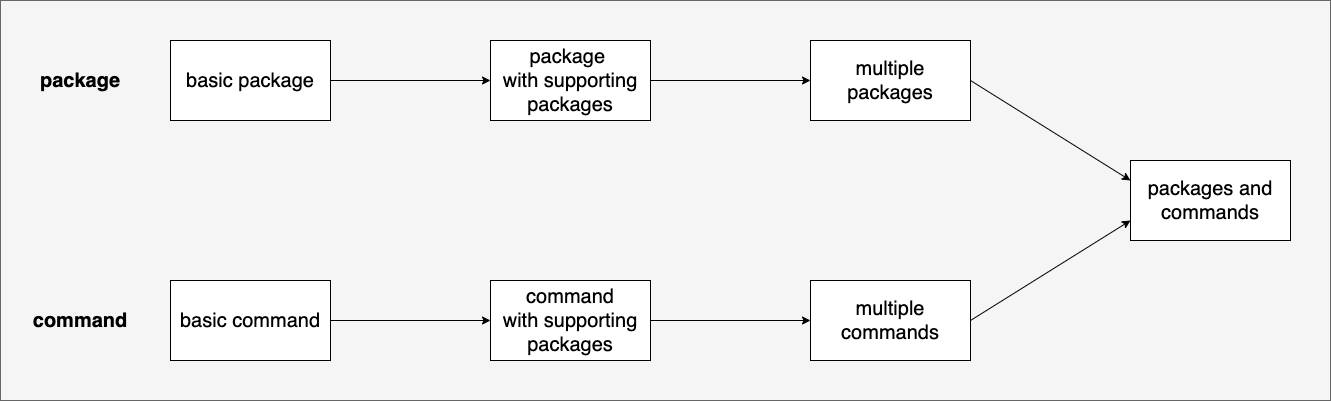 package
basic package
package
with supporting
packages
multiple
packages
packages and
commands
command
basic command
command
with supporting
packages
multiple
commands